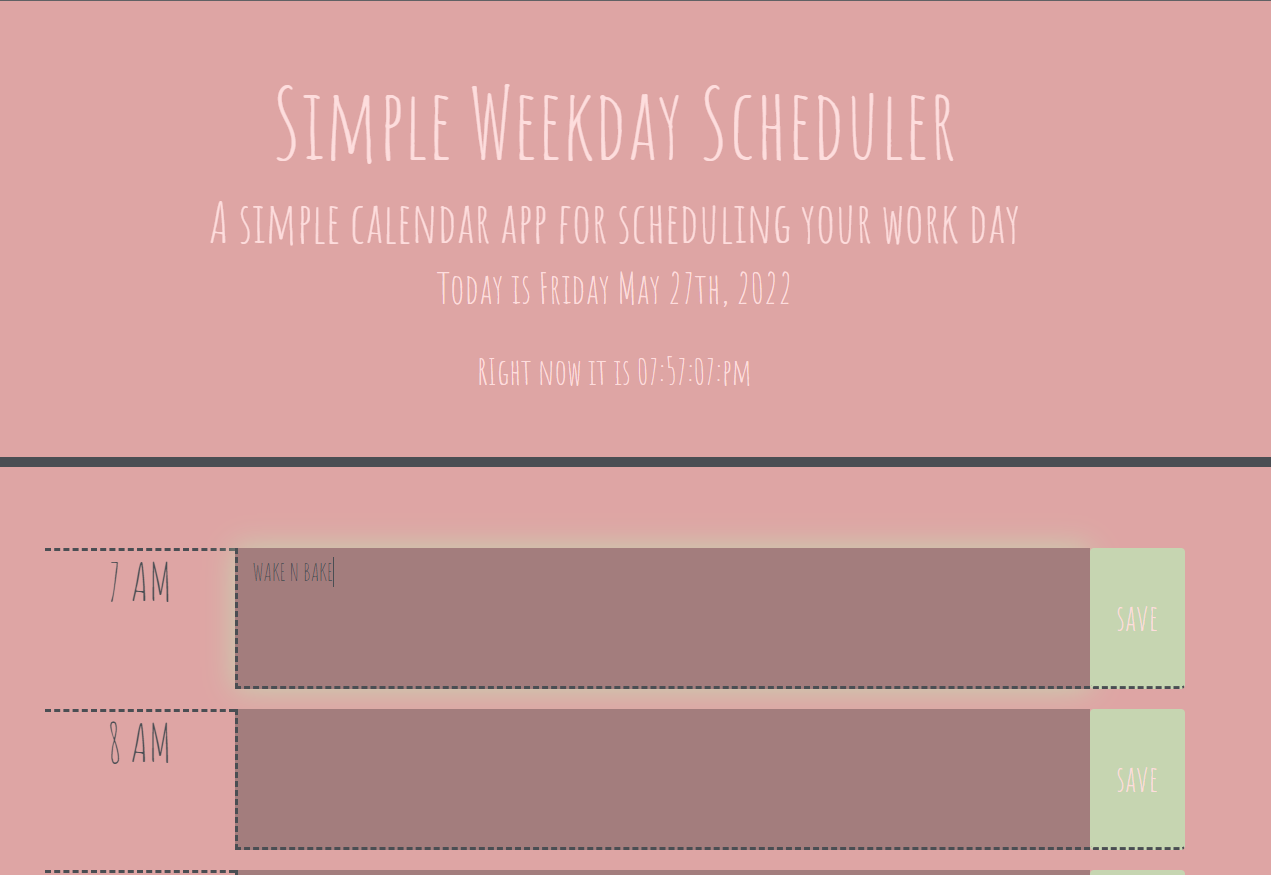 Simple Weekday Scheduler
A simple calendar app for scheduling your work day
Today is Friday May 27th, 2022
RIght now it is 07:57:07:pm
7 AM
wake n bake
save
8 AM
save